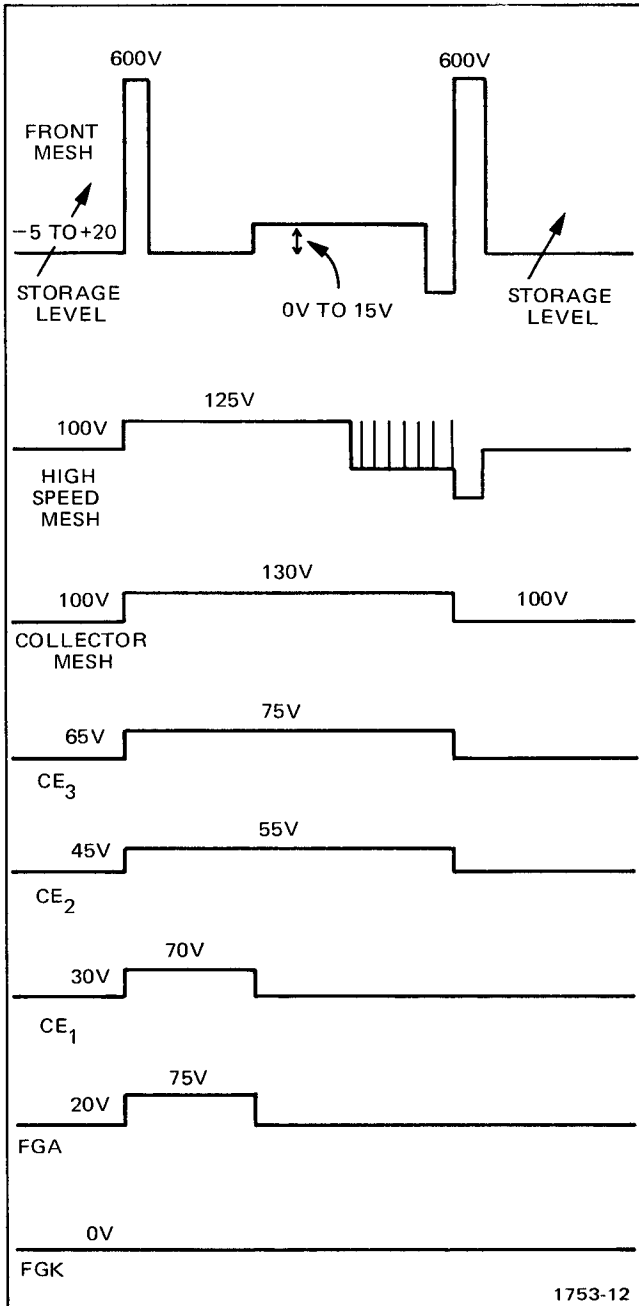 600V
600V
FRONT
MESH
−5 TO +20
STORAGE
LEVEL
0V TO 15V
STORAGE
LEVEL
125V
100V
HIGH
SPEED
MESH
130V
100V
100V
COLLECTOR
MESH
75V
65V
CE3
55V
45V
CE2
70V
30V
CE1
75V
20V
FGA
0V
FGK
1753-12